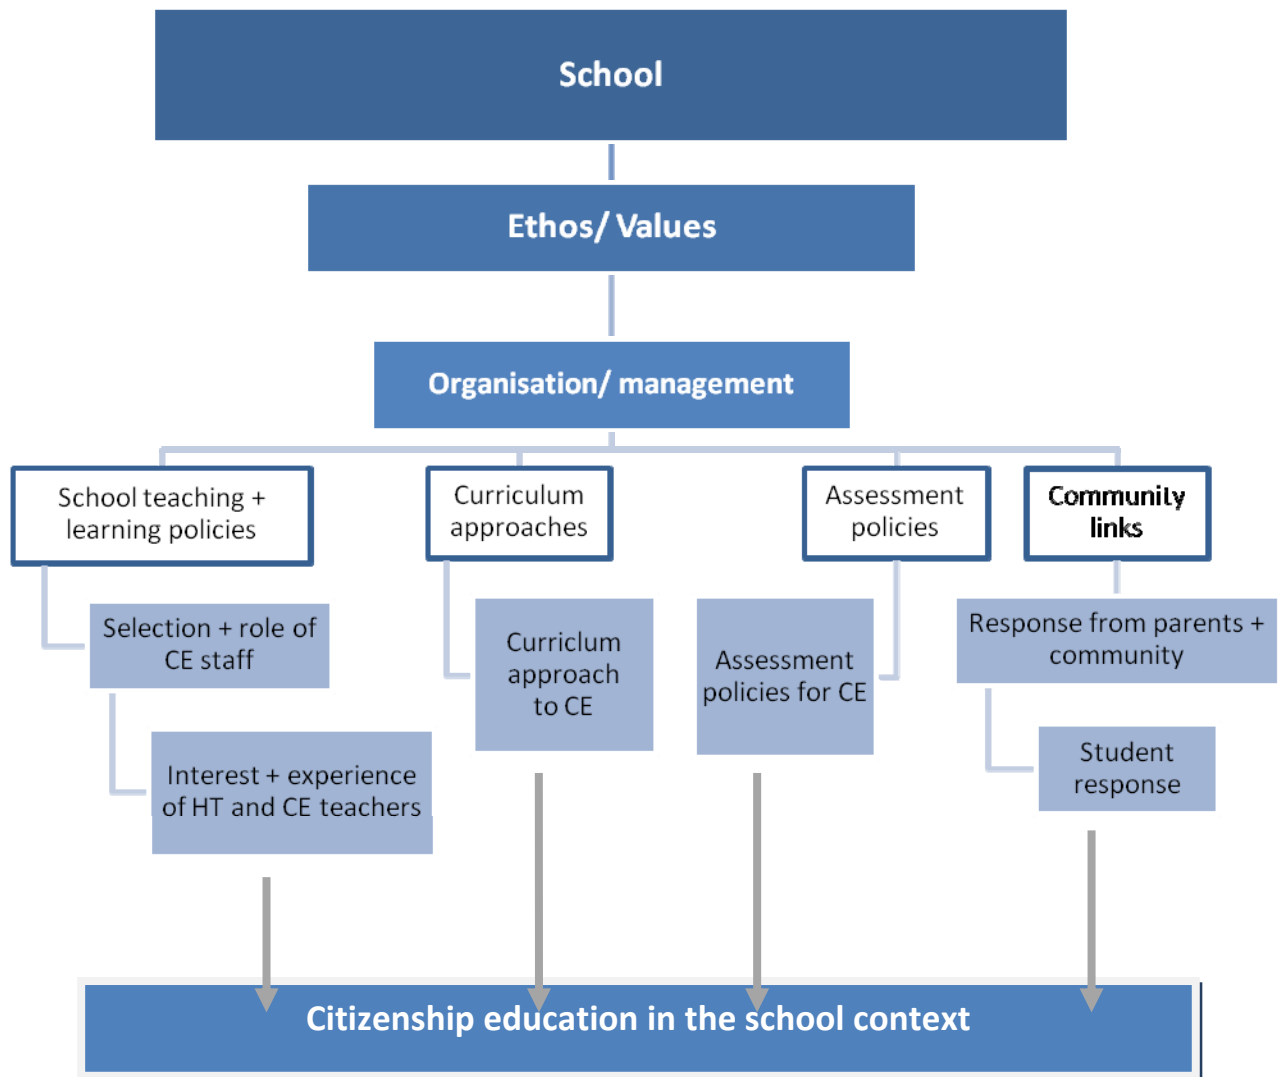 School
Ethos/ Values
Organisation/ management
School teaching +
learning policies
Curriculum
approaches
Assessment
policies
Community
links
Selection + role of
CE staff
Curriclum
approach
to CE
Assessment
policies for CE
Response from parents +
community
Interest + experience
of HT and CE teachers
Student
response
Citizenship education in the school context